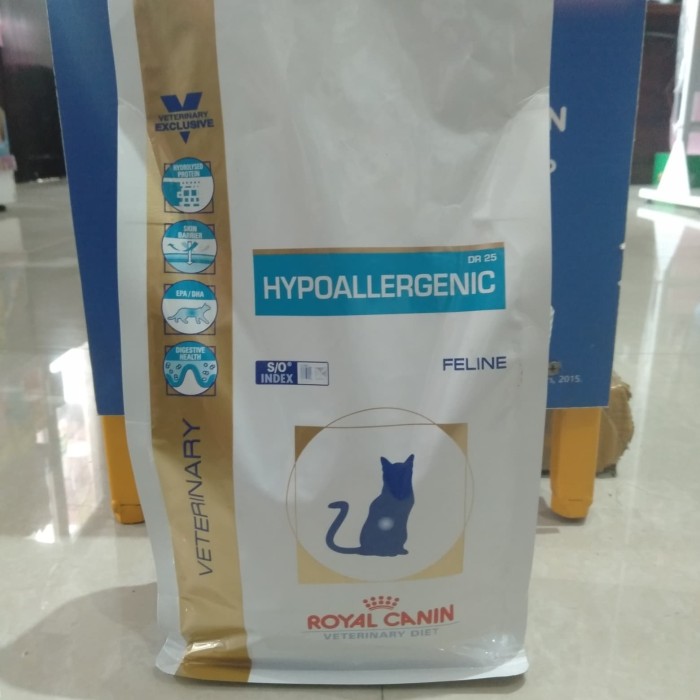 VETERINARY
EXCLUSIVE
HYDROLYSED
PROTEIN
SKIN
BARRIER
EPA / DHA
DIGESTIVE
HEALTH
VETERINARY
DR 25
HYPOALLERGENIC
S/O®
INDEX
FELINE
ROYAL CANIN
VETERINARY DIET
N
2015.